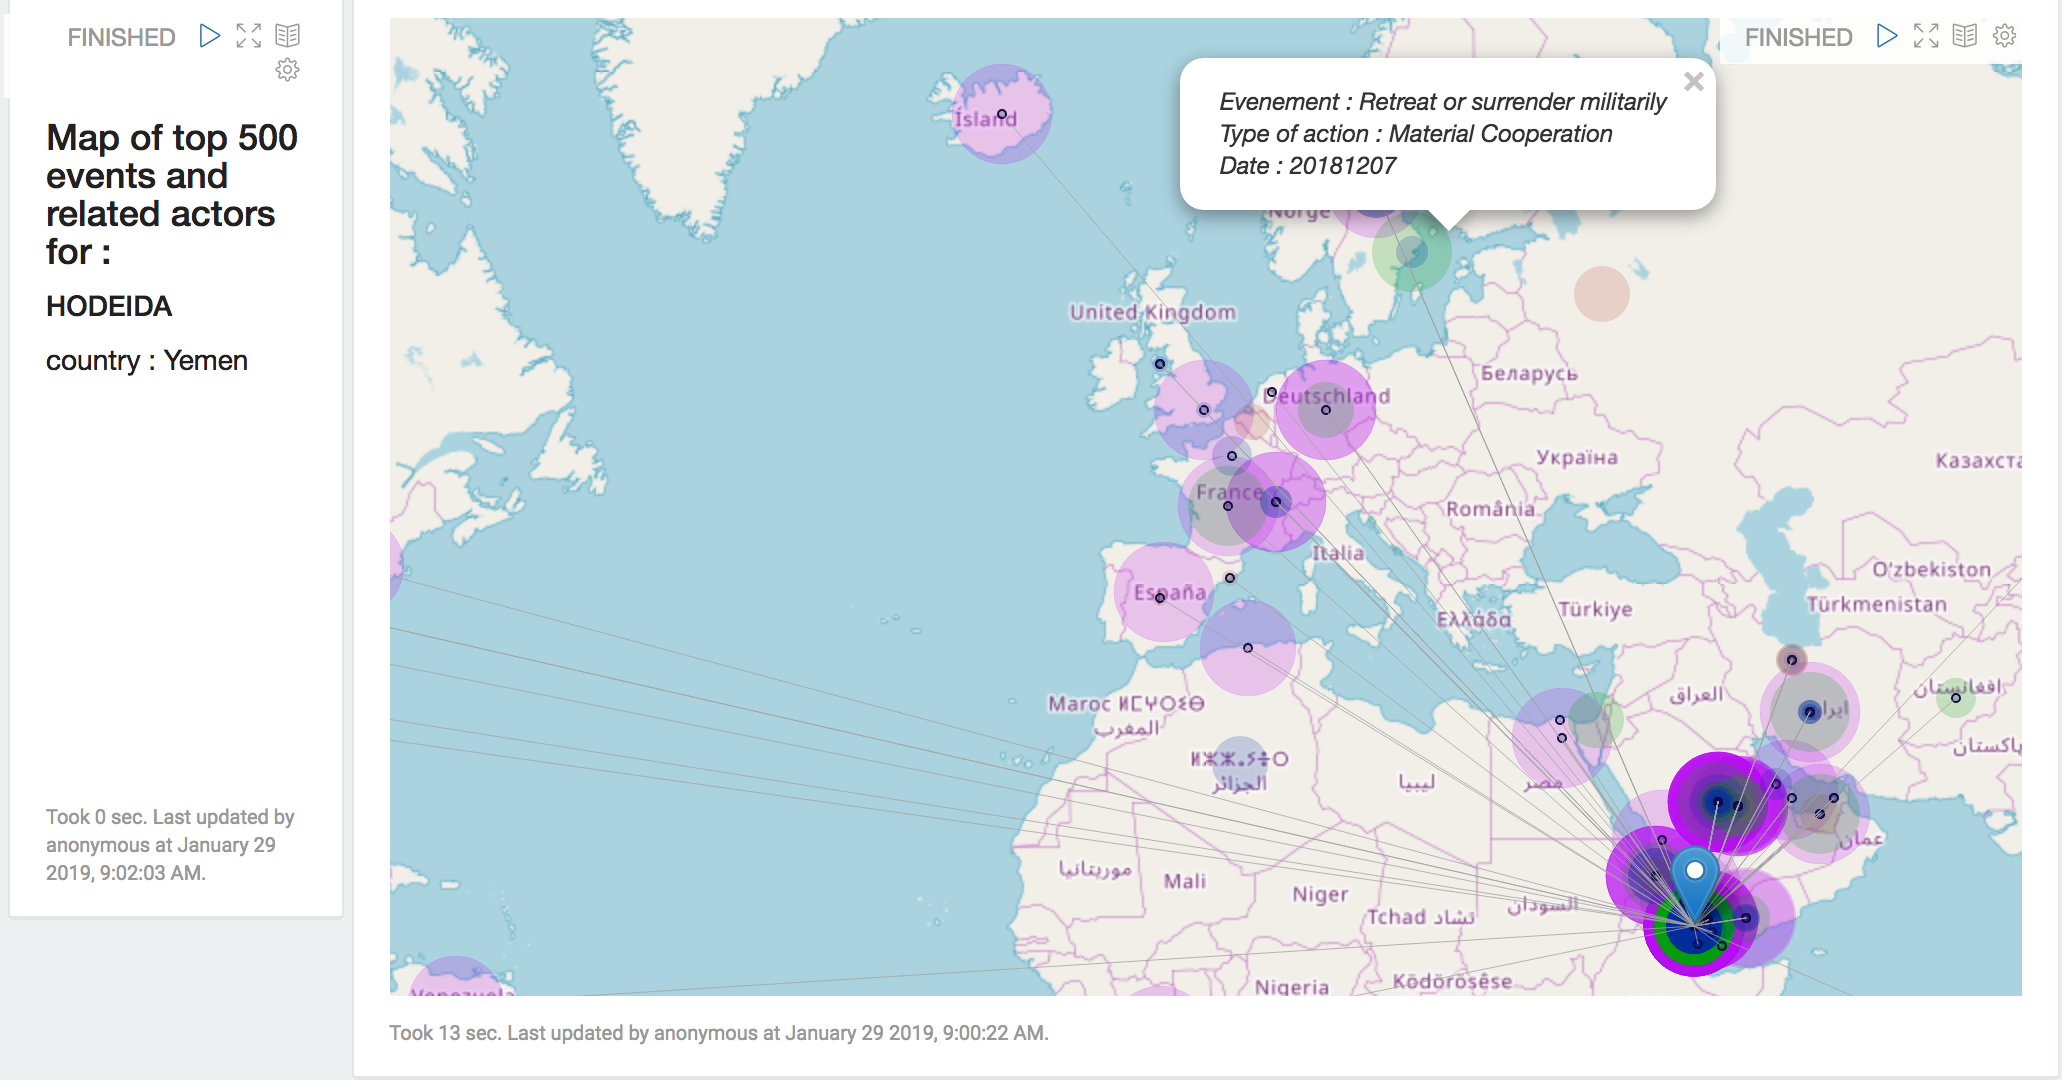 FINISHED
Map of top 500
events and
related actors
for :
HODEIDA
country : Yemen
Took 0 sec. Last updated by
anonymous at January 29
2019, 9:02:03 AM.
FINISHED
Evenement : Retreat or surrender militarily
Type of action : Material Cooperation
Date : 20181207
Ísland
Norge
United Kingdom
Беларусь
Deutschland
Україна
Казахста
France
România
Italia
O'zbekiston
España
Türkiye
Türkmenistan
Ελλάδα
افغانستان
العراق
ایرا
Maroc ⵍⵎⵖⵔⵉⴱ
المغرب
پاکستان
الجزائر
ليبيا
مصر
عمان
موريتانيا
Mali
Niger
السودان
Tchad تشاد
Venezuela
Nigeria
Ködörösêse
Took 13 sec. Last updated by anonymous at January 29 2019, 9:00:22 AM.